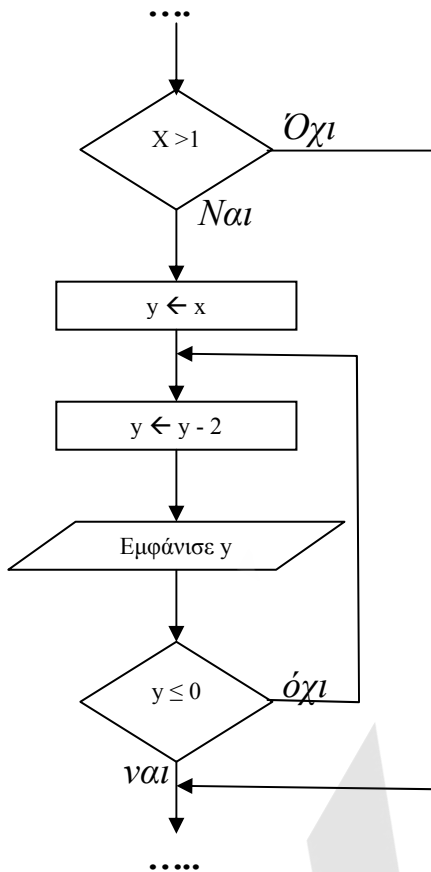 ....
X >1
Όχι
Ναι
y ← x
y ← y - 2
Εμφάνισε y
y ≤ 0
όχι
ναι
.....